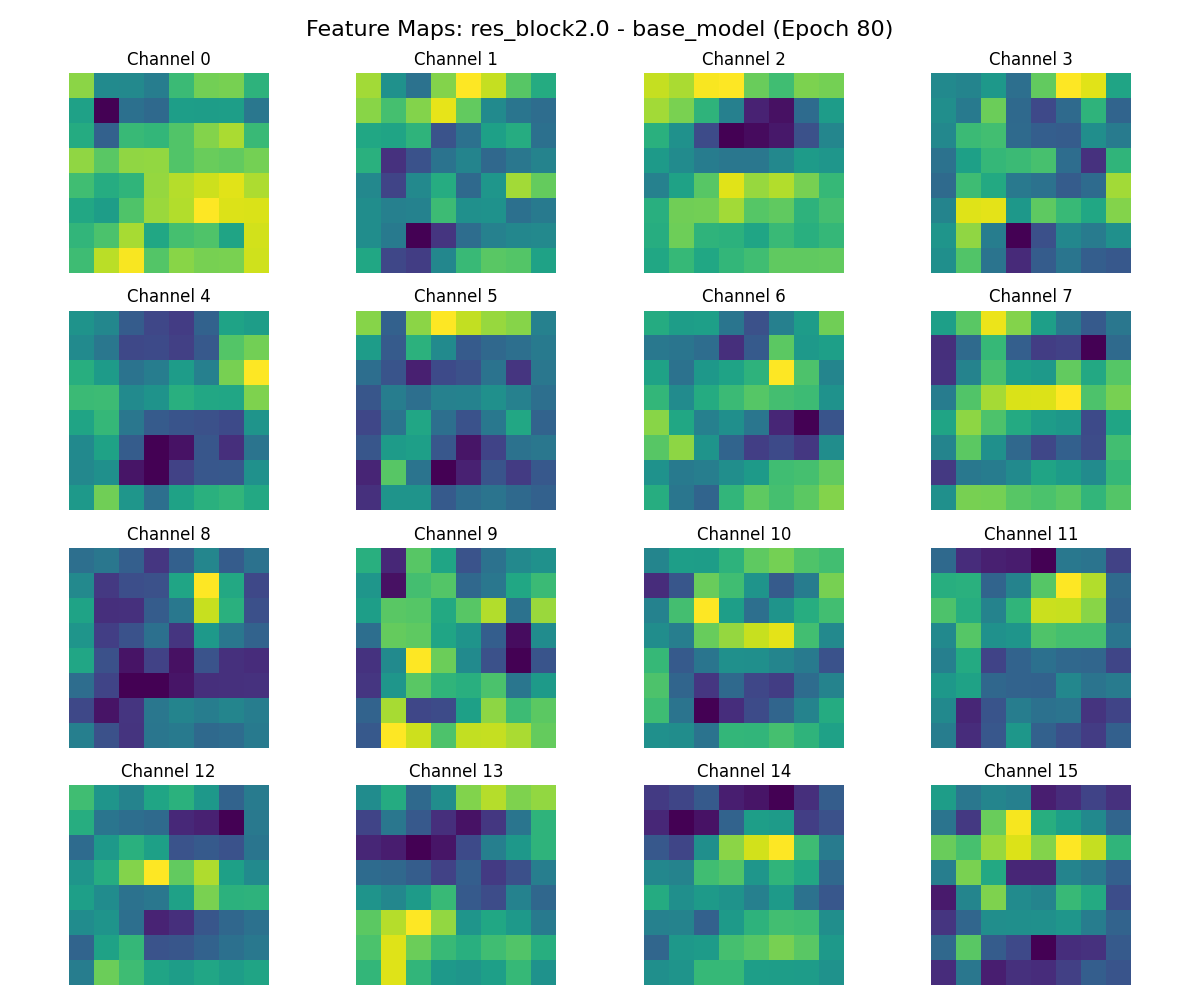 Feature Maps: res_block2.0 - base_model (Epoch 80)
Channel 0 Channel 1 Channel 2 Channel 3
Channel 4 Channel 5 Channel 6 Channel 7
Channel 8 Channel 9 Channel 10 Channel 11
Channel 12 Channel 13 Channel 14 Channel 15